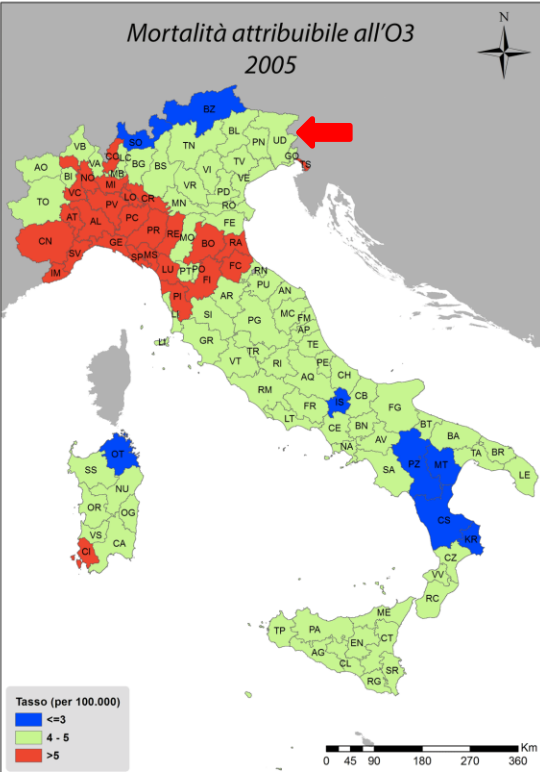 Mortalità attribuibile all'O3
2005
N
BZ
SO
BL
PN
UD
TN
VB
CO
LC
BG
BS
VA
AO
BI
NO
MB
MI
TV
GO
TS
VI
VE
VR
PD
TO
VC
LO
CR
MN
RO
PV
AT
AL
PC
FE
PR
RE
MO
BO
RA
CN
GE
SV
SP
MS
FC
IM
LU
PT
PO
FI
RN
PI
PU
AN
AR
LI
SI
MC
FM
AP
LI
GR
PG
TE
TR
VT
RI
PE
CH
AQ
RM
IS
CB
FR
FG
LT
CE
BN
BT
BA
NA
AV
TA
BR
SA
PZ
MT
LE
OT
SS
NU
OR
OG
CS
KR
VS
CI
CA
CZ
VV
RC
ME
TP
PA
EN
CT
AG
CL
SR
RG
Tasso (per 100.000)
<=3
4 - 5
>5
Km
0 45 90 180 270 360